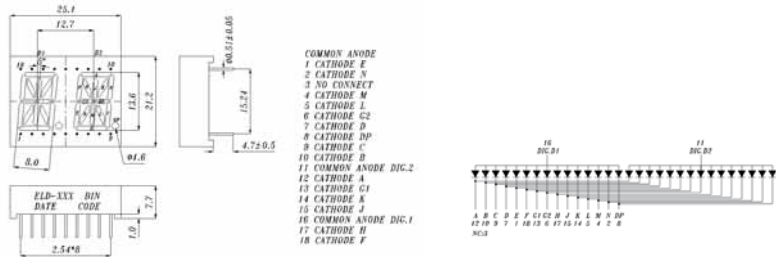 25.1
12.7
D1
D2
18
10
1
9
8.0
13.6
21.2
Φ1.6
Φ0.51±0.05
15.24
4.7±0.5
ELD-XXX BIN
DATE CODE
7.7
1.0
2.54*8
COMMON ANODE
1 CATHODE E
2 CATHODE N
3 NO CONNECT
4 CATHODE M
5 CATHODE L
6 CATHODE G2
7 CATHODE D
8 CATHODE DP
9 CATHODE C
10 CATHODE B
11 COMMON ANODE DIG.2
12 CATHODE A
13 CATHODE G1
14 CATHODE K
15 CATHODE J
16 COMMON ANODE DIG.1
17 CATHODE H
18 CATHODE F
16 11
DIG.D1 DIG.D2
A B C D E F G1 G2 H J K L M N DP
12 10 9 7 1 18 13 6 17 15 14 5 4 2 8
NC:3